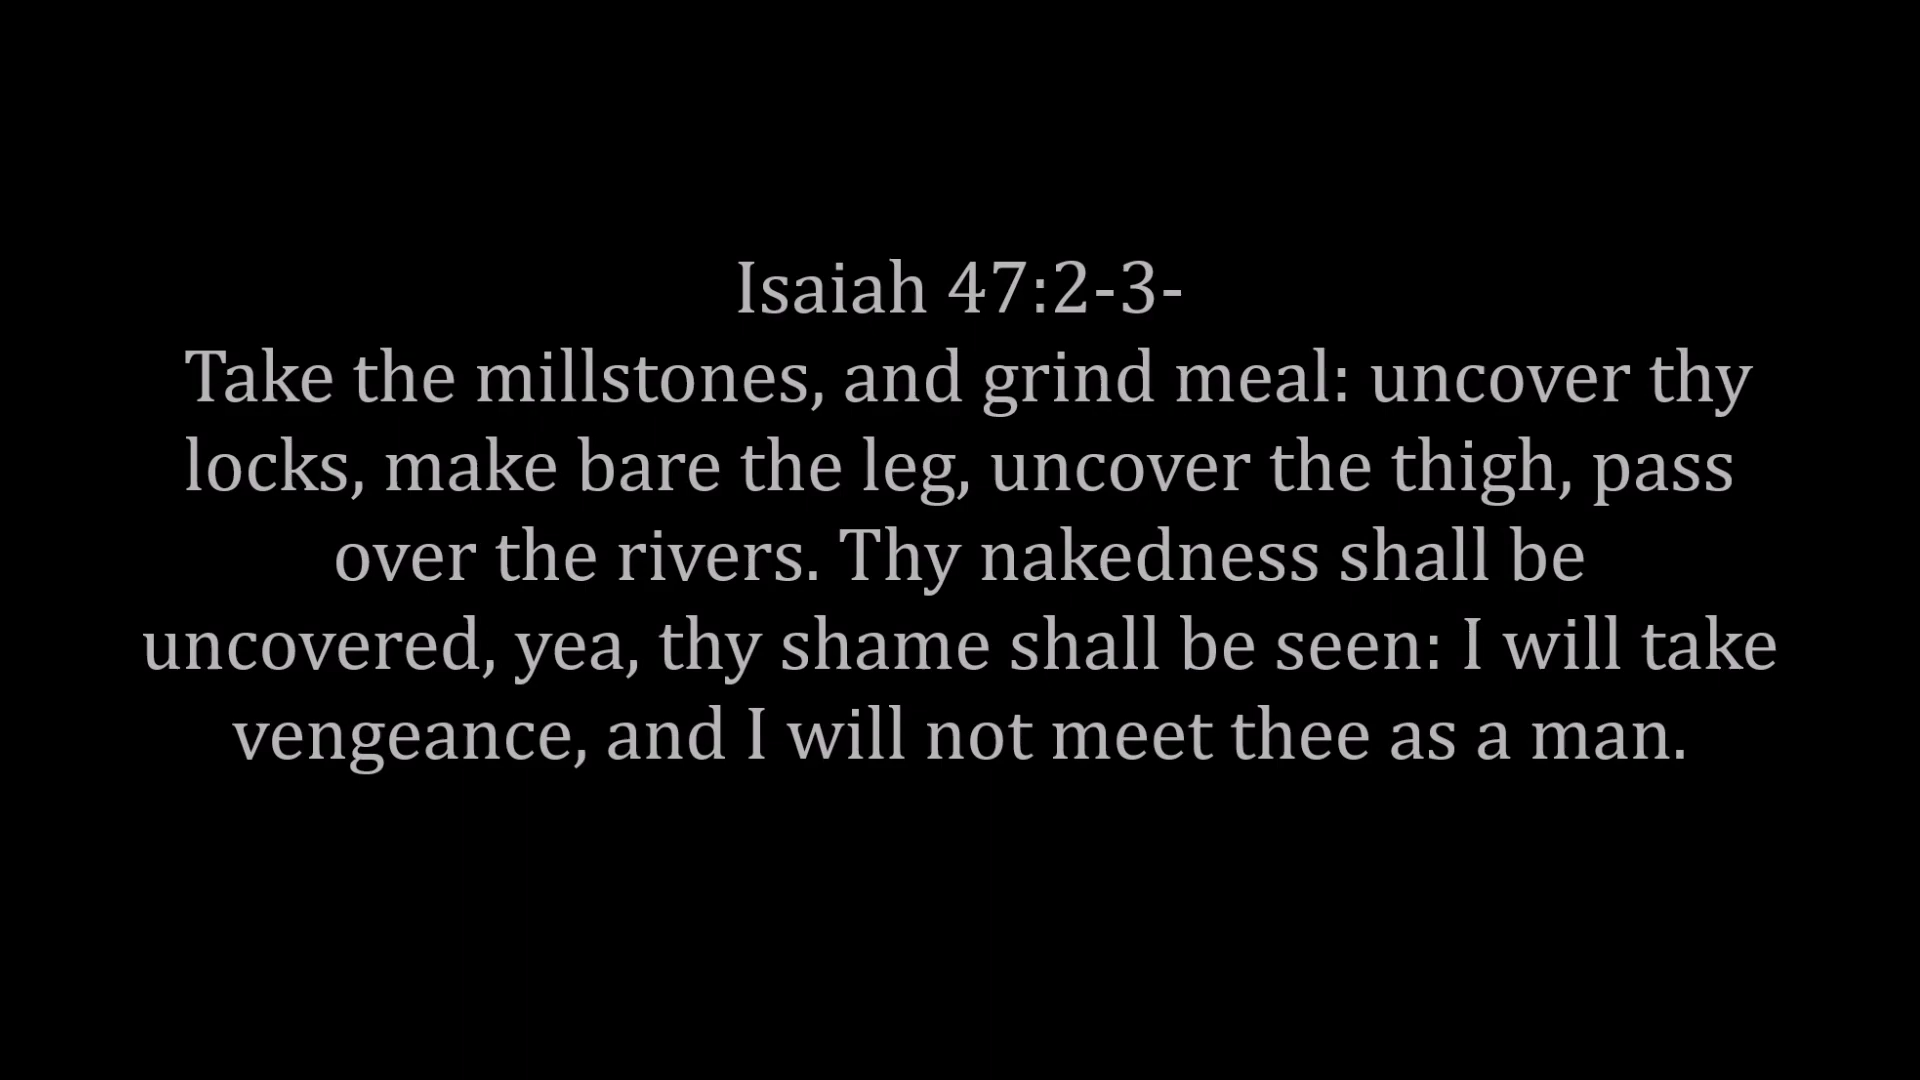 Isaiah 47:2-3-
Take the millstones, and grind meal: uncover thy
locks, make bare the leg, uncover the thigh, pass
over the rivers. Thy nakedness shall be
uncovered, yea, thy shame shall be seen: I will take
vengeance, and I will not meet thee as a man.